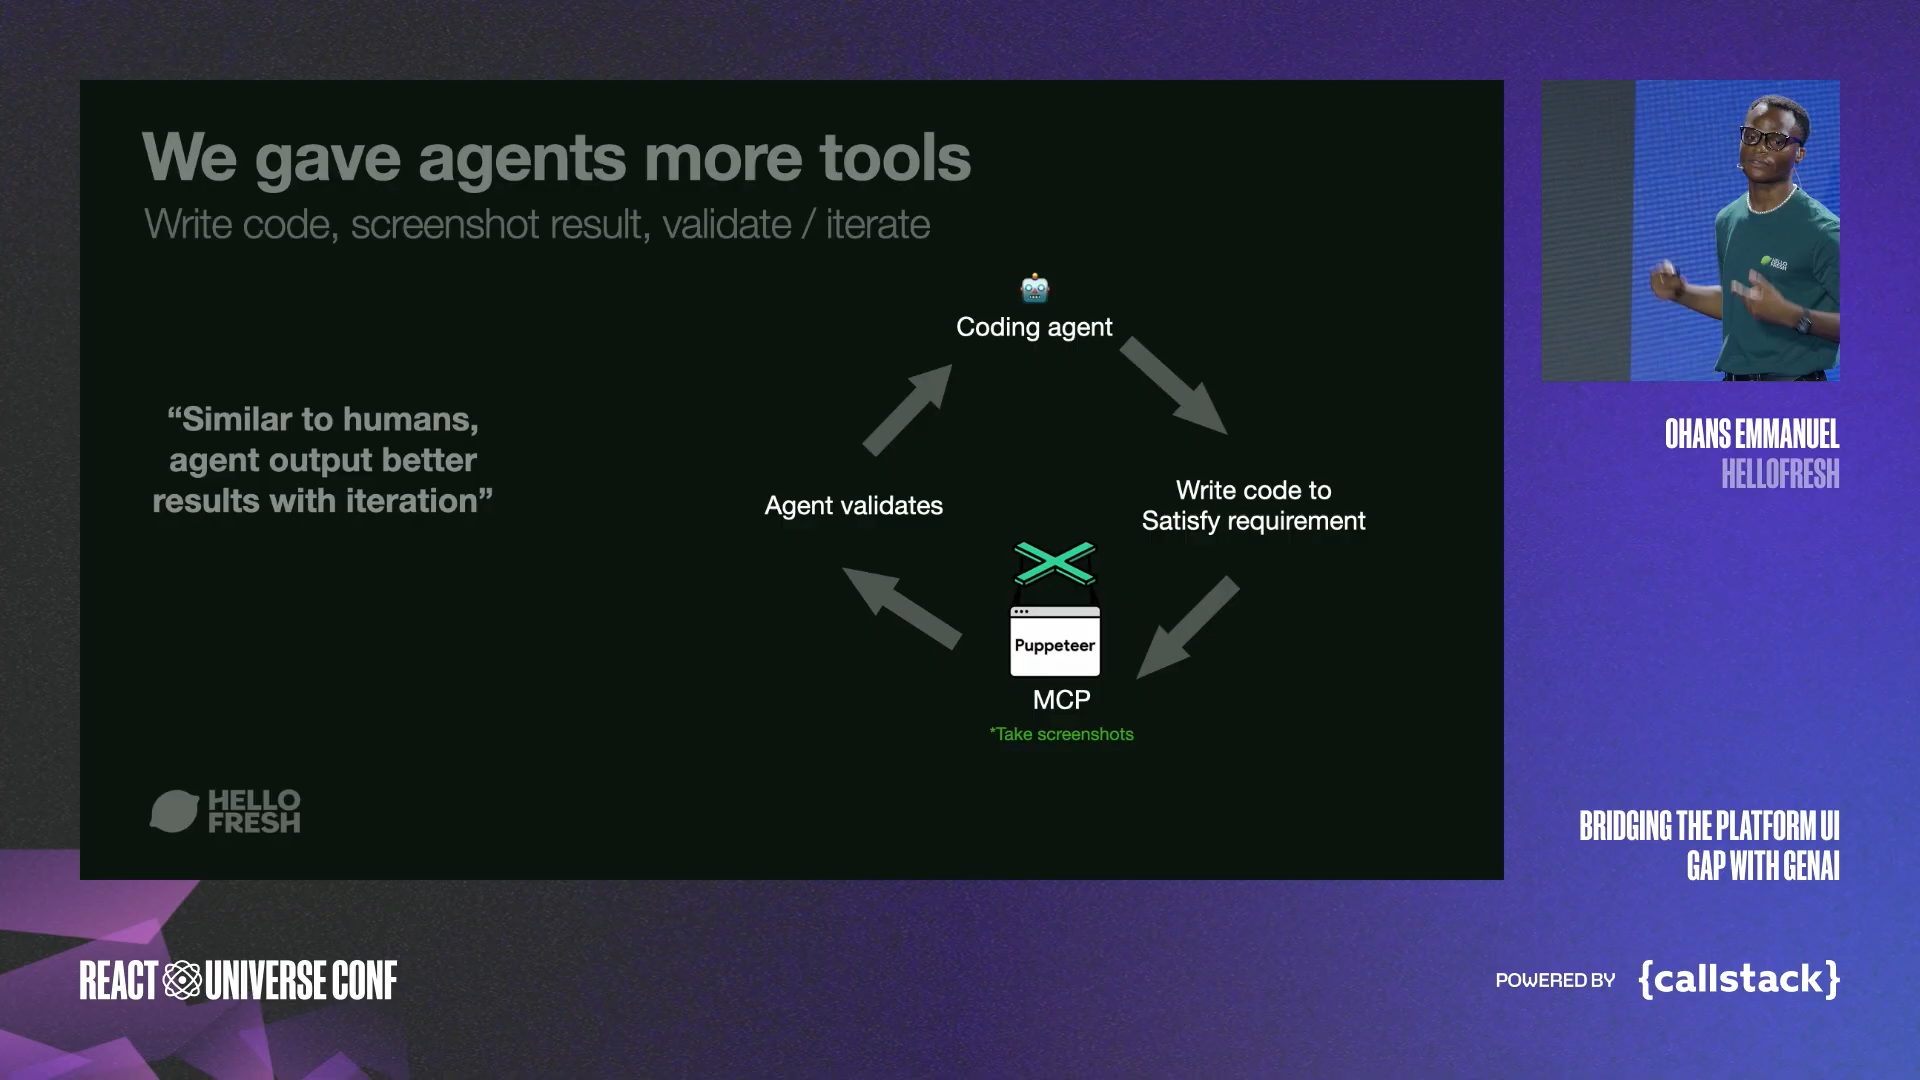 We gave agents more tools
Write code, screenshot result, validate / iterate
Coding agent
“Similar to humans,
agent output better
results with iteration”
Agent validates
Write code to
Satisfy requirement
Puppeteer
MCP
*Take screenshots
HELLO
FRESH
HELLO
FRESH
OHANS EMMANUEL
HELLOFRESH
BRIDGING THE PLATFORM UI
GAP WITH GENAI
REACT UNIVERSE CONF
POWERED BY {callstack}